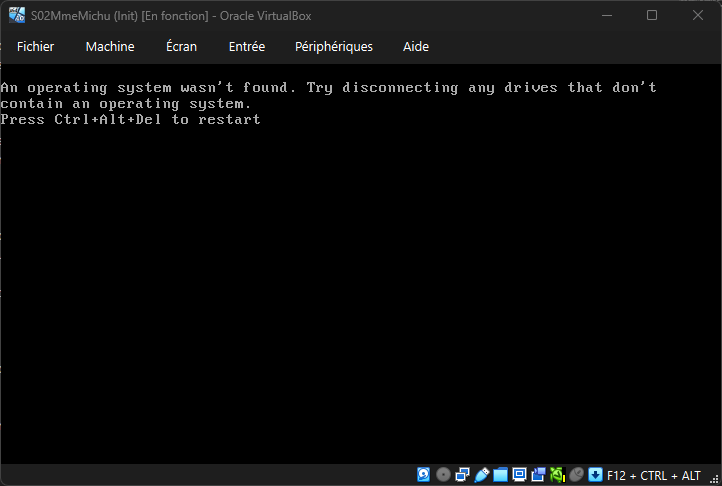 S02MmeMichu (Init) [En fonction] - Oracle VirtualBox
Fichier Machine Écran Entrée Périphériques Aide
An operating system wasn't found. Try disconnecting any drives that don't
contain an operating system.
Press Ctrl+Alt+Del to restart
F12 + CTRL + ALT